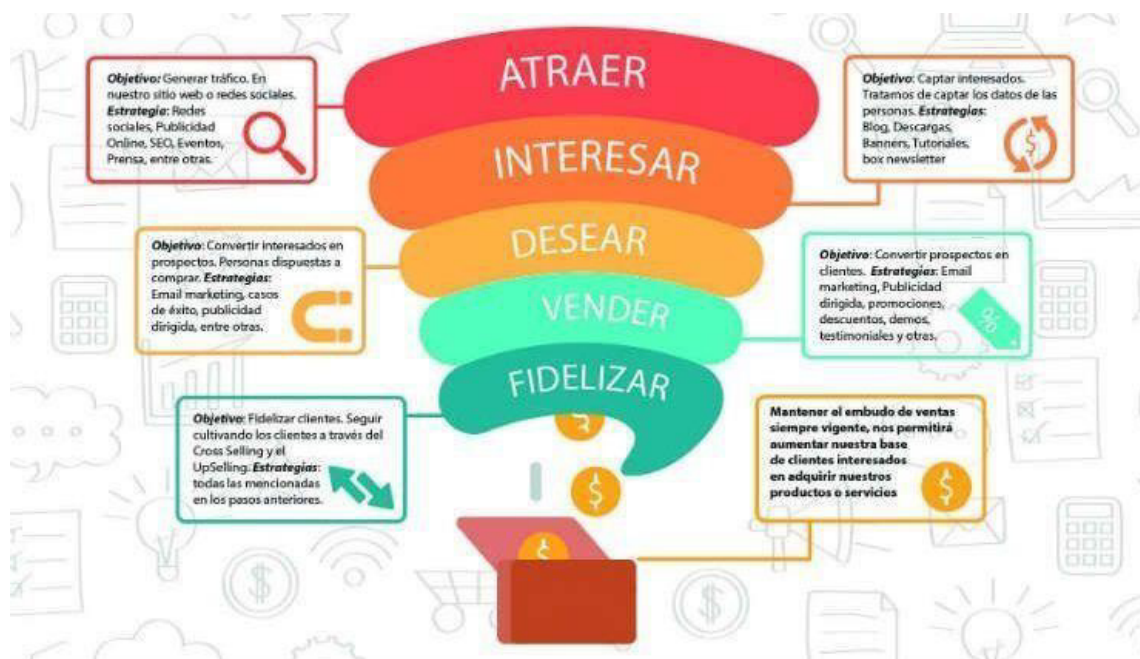 ATRAER
Objetivo: Generar tráfico. En
nuestro sitio web o redes sociales.
Estrategia: Redes
sociales, Publicidad
Online, SEO, Eventos,
Prensa, entre otras.
INTERESAR
Objetivo: Captar interesados.
Tratamos de captar los datos de las
personas. Estrategias:
Blog, Descargas,
Banners, Tutoriales,
box newsletter
$
DESEAR
Objetivo: Convertir interesados en
prospectos. Personas dispuestas a
comprar. Estrategias:
Email marketing, casos
de éxito, publicidad
dirigida, entre otras.
VENDER
Objetivo: Convertir prospectos en
clientes. Estrategias: Email
marketing, Publicidad
dirigida, promociones,
descuentos, demos,
testimoniales y otras.
%
FIDELIZAR
Objetivo: Fidelizar clientes. Seguir
cultivando los clientes a través del
Cross Selling y el
UpSelling. Estrategias:
todas las mencionadas
en los pasos anteriores.
$
$
$
Mantener el embudo de ventas
siempre vigente, nos permitirá
aumentar nuestra base
de clientes interesados
en adquirir nuestros
productos o servicios
$
$
$